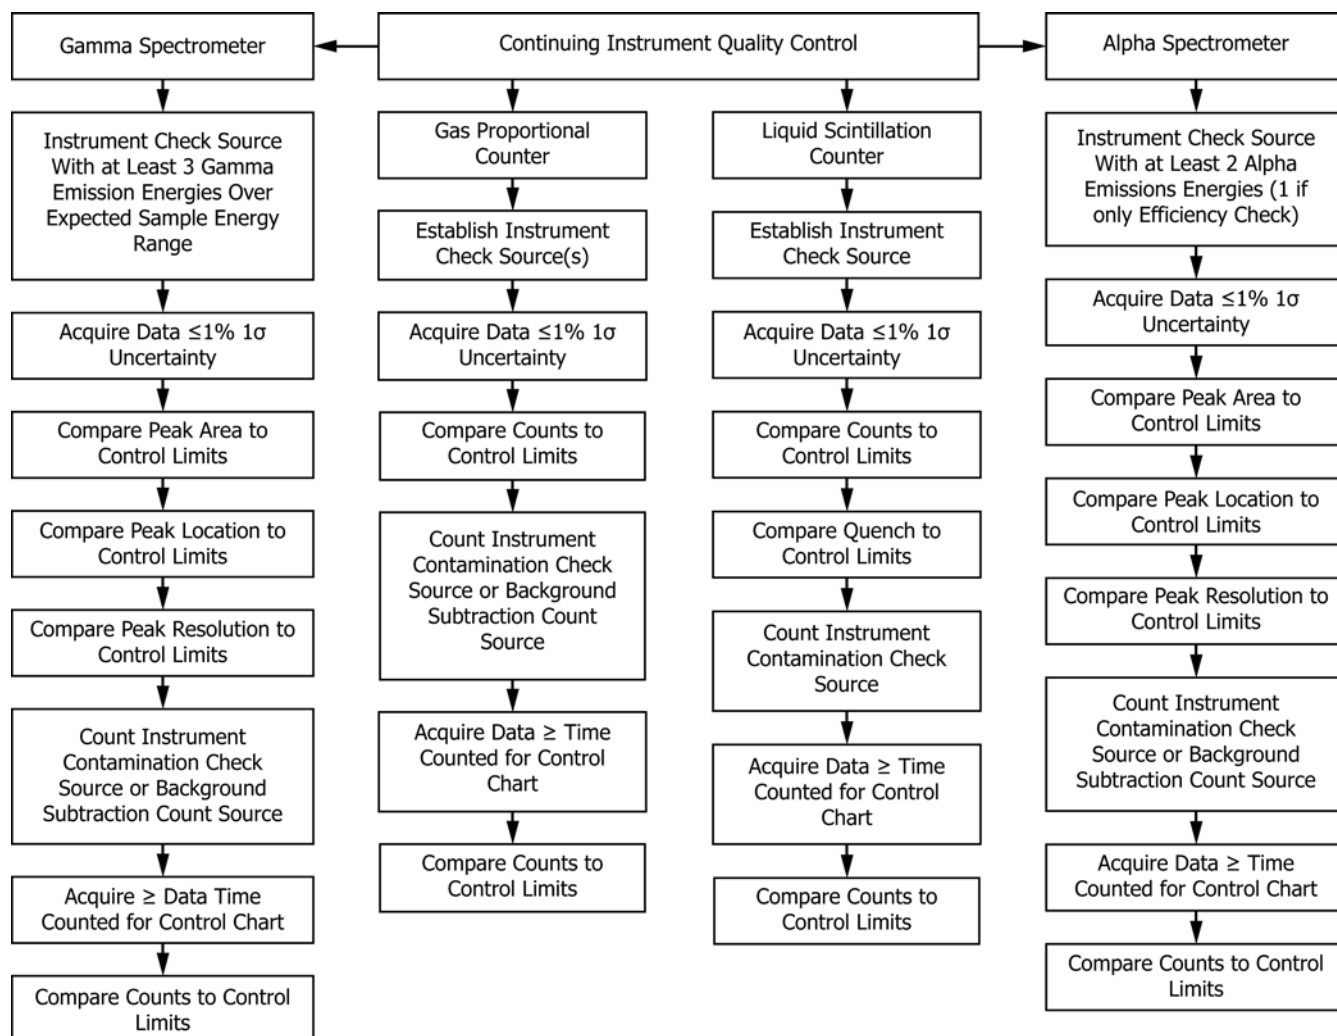 Gamma Spectrometer
Continuing Instrument Quality Control
Alpha Spectrometer
Instrument Check Source
With at Least 3 Gamma
Emission Energies Over
Expected Sample Energy
Range
Acquire Data ≤1% 1σ
Uncertainty
Compare Peak Area to
Control Limits
Compare Peak Location to
Control Limits
Compare Peak Resolution to
Control Limits
Count Instrument
Contamination Check
Source or Background
Subtraction Count Source
Acquire ≥ Data Time
Counted for Control Chart
Compare Counts to Control
Limits
Gas Proportional
Counter
Establish Instrument
Check Source(s)
Acquire Data ≤1% 1σ
Uncertainty
Compare Counts to
Control Limits
Count Instrument
Contamination Check
Source or Background
Subtraction Count
Source
Acquire Data ≥ Time
Counted for Control
Chart
Compare Counts to
Control Limits
Liquid Scintillation
Counter
Establish Instrument
Check Source
Acquire Data ≤1% 1σ
Uncertainty
Compare Counts to
Control Limits
Compare Quench to
Control Limits
Count Instrument
Contamination Check
Source
Acquire Data ≥ Time
Counted for Control
Chart
Compare Counts to
Control Limits
Instrument Check Source
With at Least 2 Alpha
Emissions Energies (1 if
only Efficiency Check)
Acquire Data ≤1% 1σ
Uncertainty
Compare Peak Area to
Control Limits
Compare Peak Location to
Control Limits
Compare Peak Resolution to
Control Limits
Count Instrument
Contamination Check
Source or Background
Subtraction Count Source
Acquire Data ≥ Time
Counted for Control Chart
Compare Counts to Control
Limits